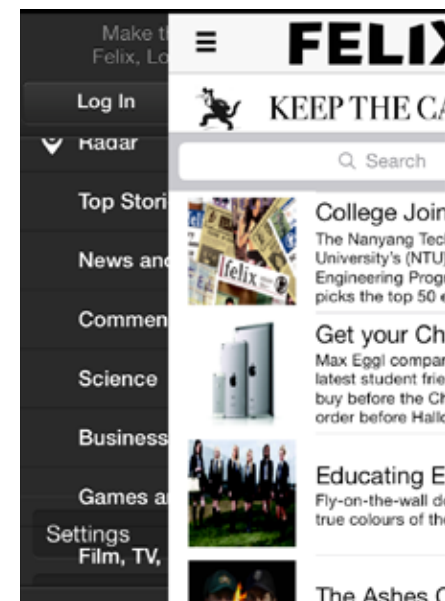 Make t
Felix, Lo
Log In
Radar
Top Stori
News and
Commen
Science
Business
Games a
Settings
Film, TV,
FELIX
KEEP THE CA
Search
felix
College Join
The Nanyang Tec
University's (NTU)
Engineering Prog
picks the top 50 e
Get your Ch
Max Eggl compar
latest student frie
buy before the Ch
order before Hallo
Educating E
Fly-on-the-wall d
true colours of the
The Ashes C